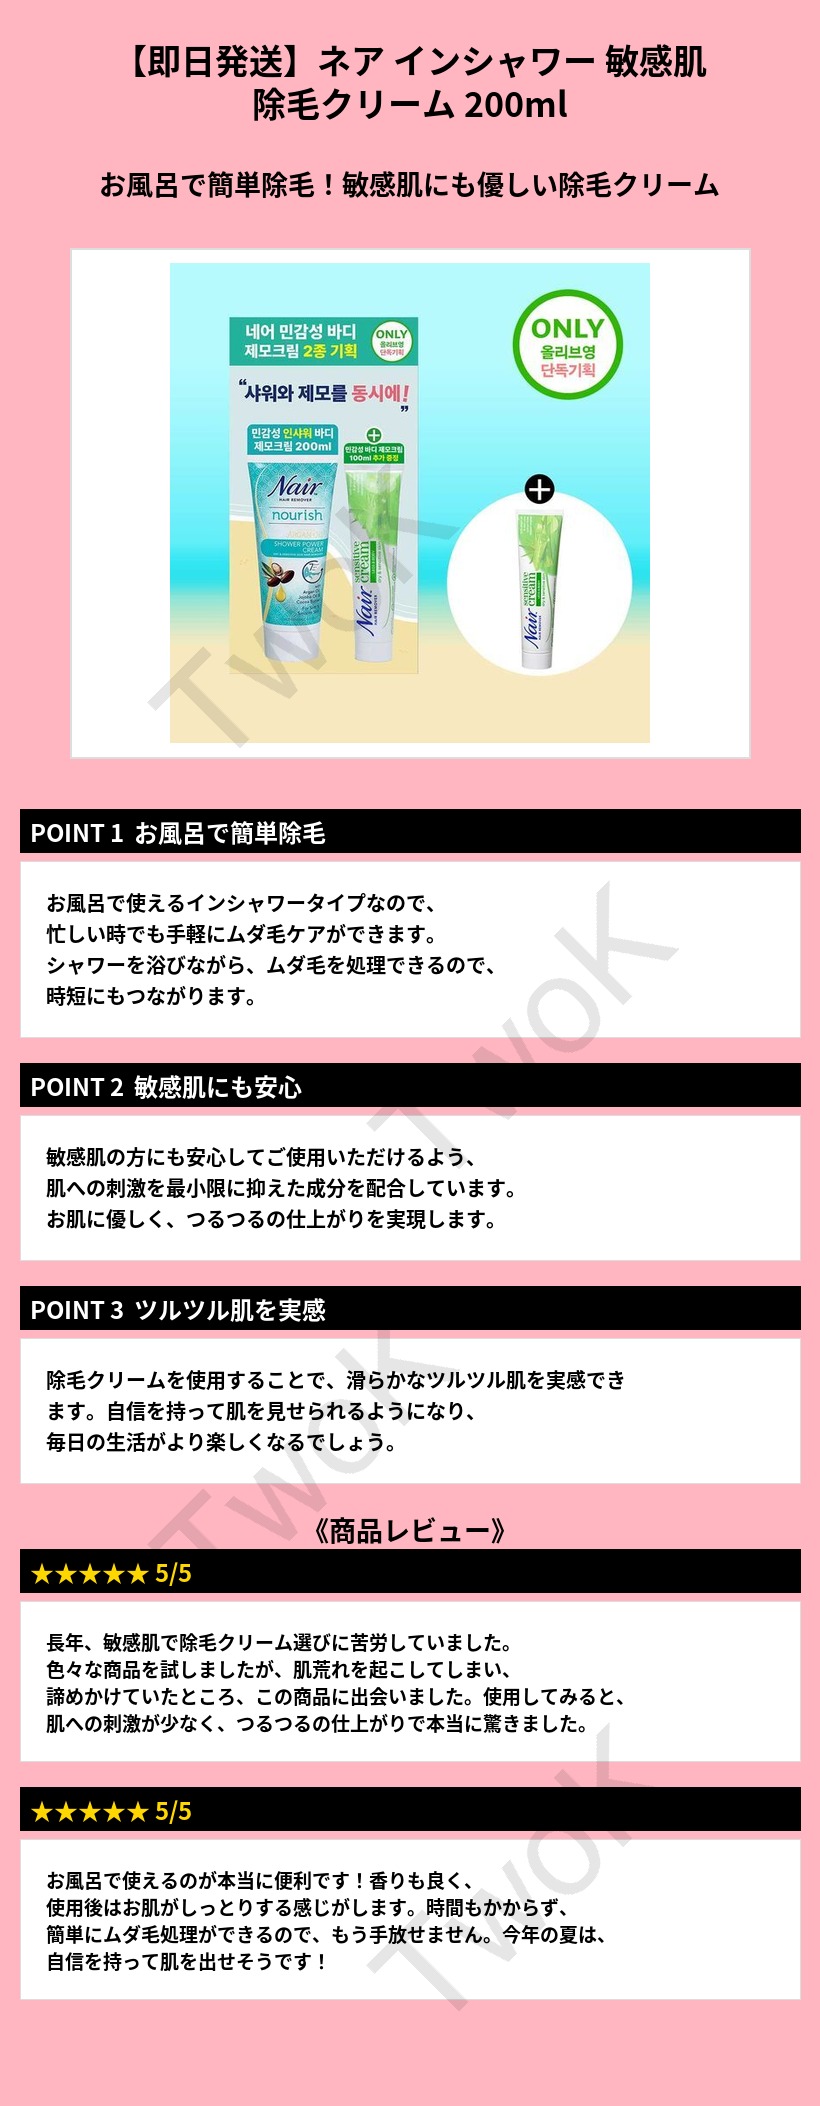 【即日発送】ネア インシャワー 敏感肌
除毛クリーム 200ml
お風呂で簡単除毛！敏感肌にも優しい除毛クリーム
네어 민감성 바디
제모크림 2종 기획
ONLY
올리브영
단독기획
“샤워와 제모를 동시에!”
민감성 인샤워 바디
제모크림 200ml
민감성 바디 제모크림
100ml 추가 증정
Nair
HAIR REMOVER
nourish
SHOWER POWER
CREAM
Argan Oil
Nair
HAIR REMOVER
sensitive
cream
ONLY
올리브영
단독기획
Nair
HAIR REMOVER
sensitive
cream
TwoK
POINT 1 お風呂で簡単除毛
お風呂で使えるインシャワータイプなので、
忙しい時でも手軽にムダ毛ケアができます。
シャワーを浴びながら、ムダ毛を処理できるので、
時短にもつながります。
TwoK
POINT 2 敏感肌にも安心
敏感肌の方にも安心してご使用いただけるよう、
肌への刺激を最小限に抑えた成分を配合しています。
お肌に優しく、つるつるの仕上がりを実現します。
POINT 3 ツルツル肌を実感
除毛クリームを使用することで、滑らかなツルツル肌を実感でき
ます。自信を持って肌を見せられるようになり、
毎日の生活がより楽しくなるでしょう。
TwoK
《商品レビュー》
★★★★★ 5/5
長年、敏感肌で除毛クリーム選びに苦労していました。
色々な商品を試しましたが、肌荒れを起こしてしまい、
諦めかけていたところ、この商品に出会いました。使用してみると、
肌への刺激が少なく、つるつるの仕上がりで本当に驚きました。
★★★★★ 5/5
お風呂で使えるのが本当に便利です！香りも良く、
使用後はお肌がしっとりする感じがします。時間もかからず、
簡単にムダ毛処理ができるので、もう手放せません。今年の夏は、
自信を持って肌を出せそうです！
TwoK